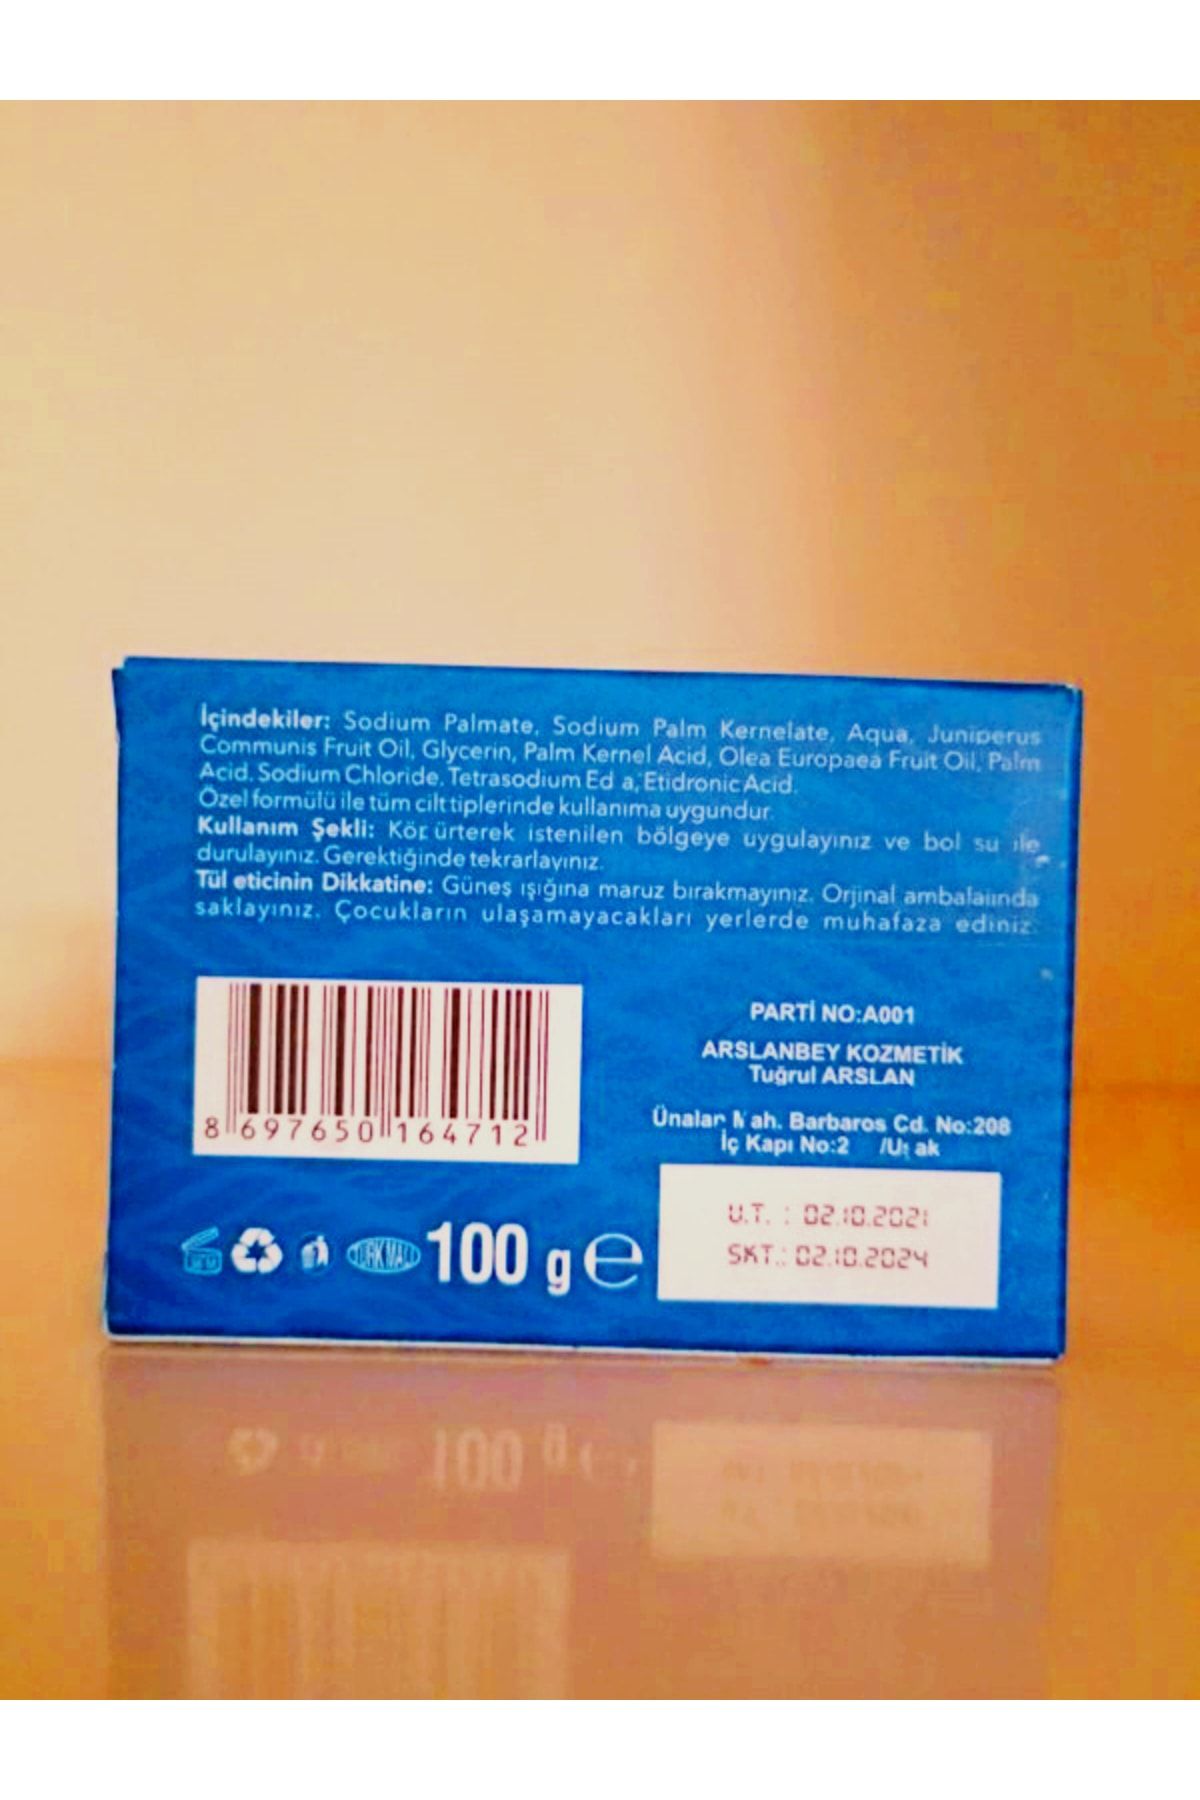 İçindekiler: Sodium Palmate, Sodium Palm Kernelate, Aqua, Juniperus
Communis Fruit Oil, Glycerin, Palm Kernel Acid, Olea Europaea Fruit Oil, Palm
Acid. Sodium Chloride. Tetrasodium Ed a, Etidronic Acid.
Özel formülü ile tüm cilt tiplerinde kullanıma uygundur.
Kullanım Şekli: istenilen bölgeye uygulayınız ve bol su ile
durulayınız. Gerektiğinde tekrarlayınız.
Tül eticinin Dikkatine: Güneş ışığına maruz bırakmayınız. Orjinal ambalajında
saklayınız. Çocukların ulaşamayacakları yerlerde muhafaza ediniz.
8 697650 164712
PARTİ NO:A001
ARSLANBEY KOZMETİK
Tuğrul ARSLAN
Barbaros Cd. No:208
İç Kapı No:2
TÜRK MALI
100 g e
U.T. : 02.10.2021
SKT.: 02.10.2024